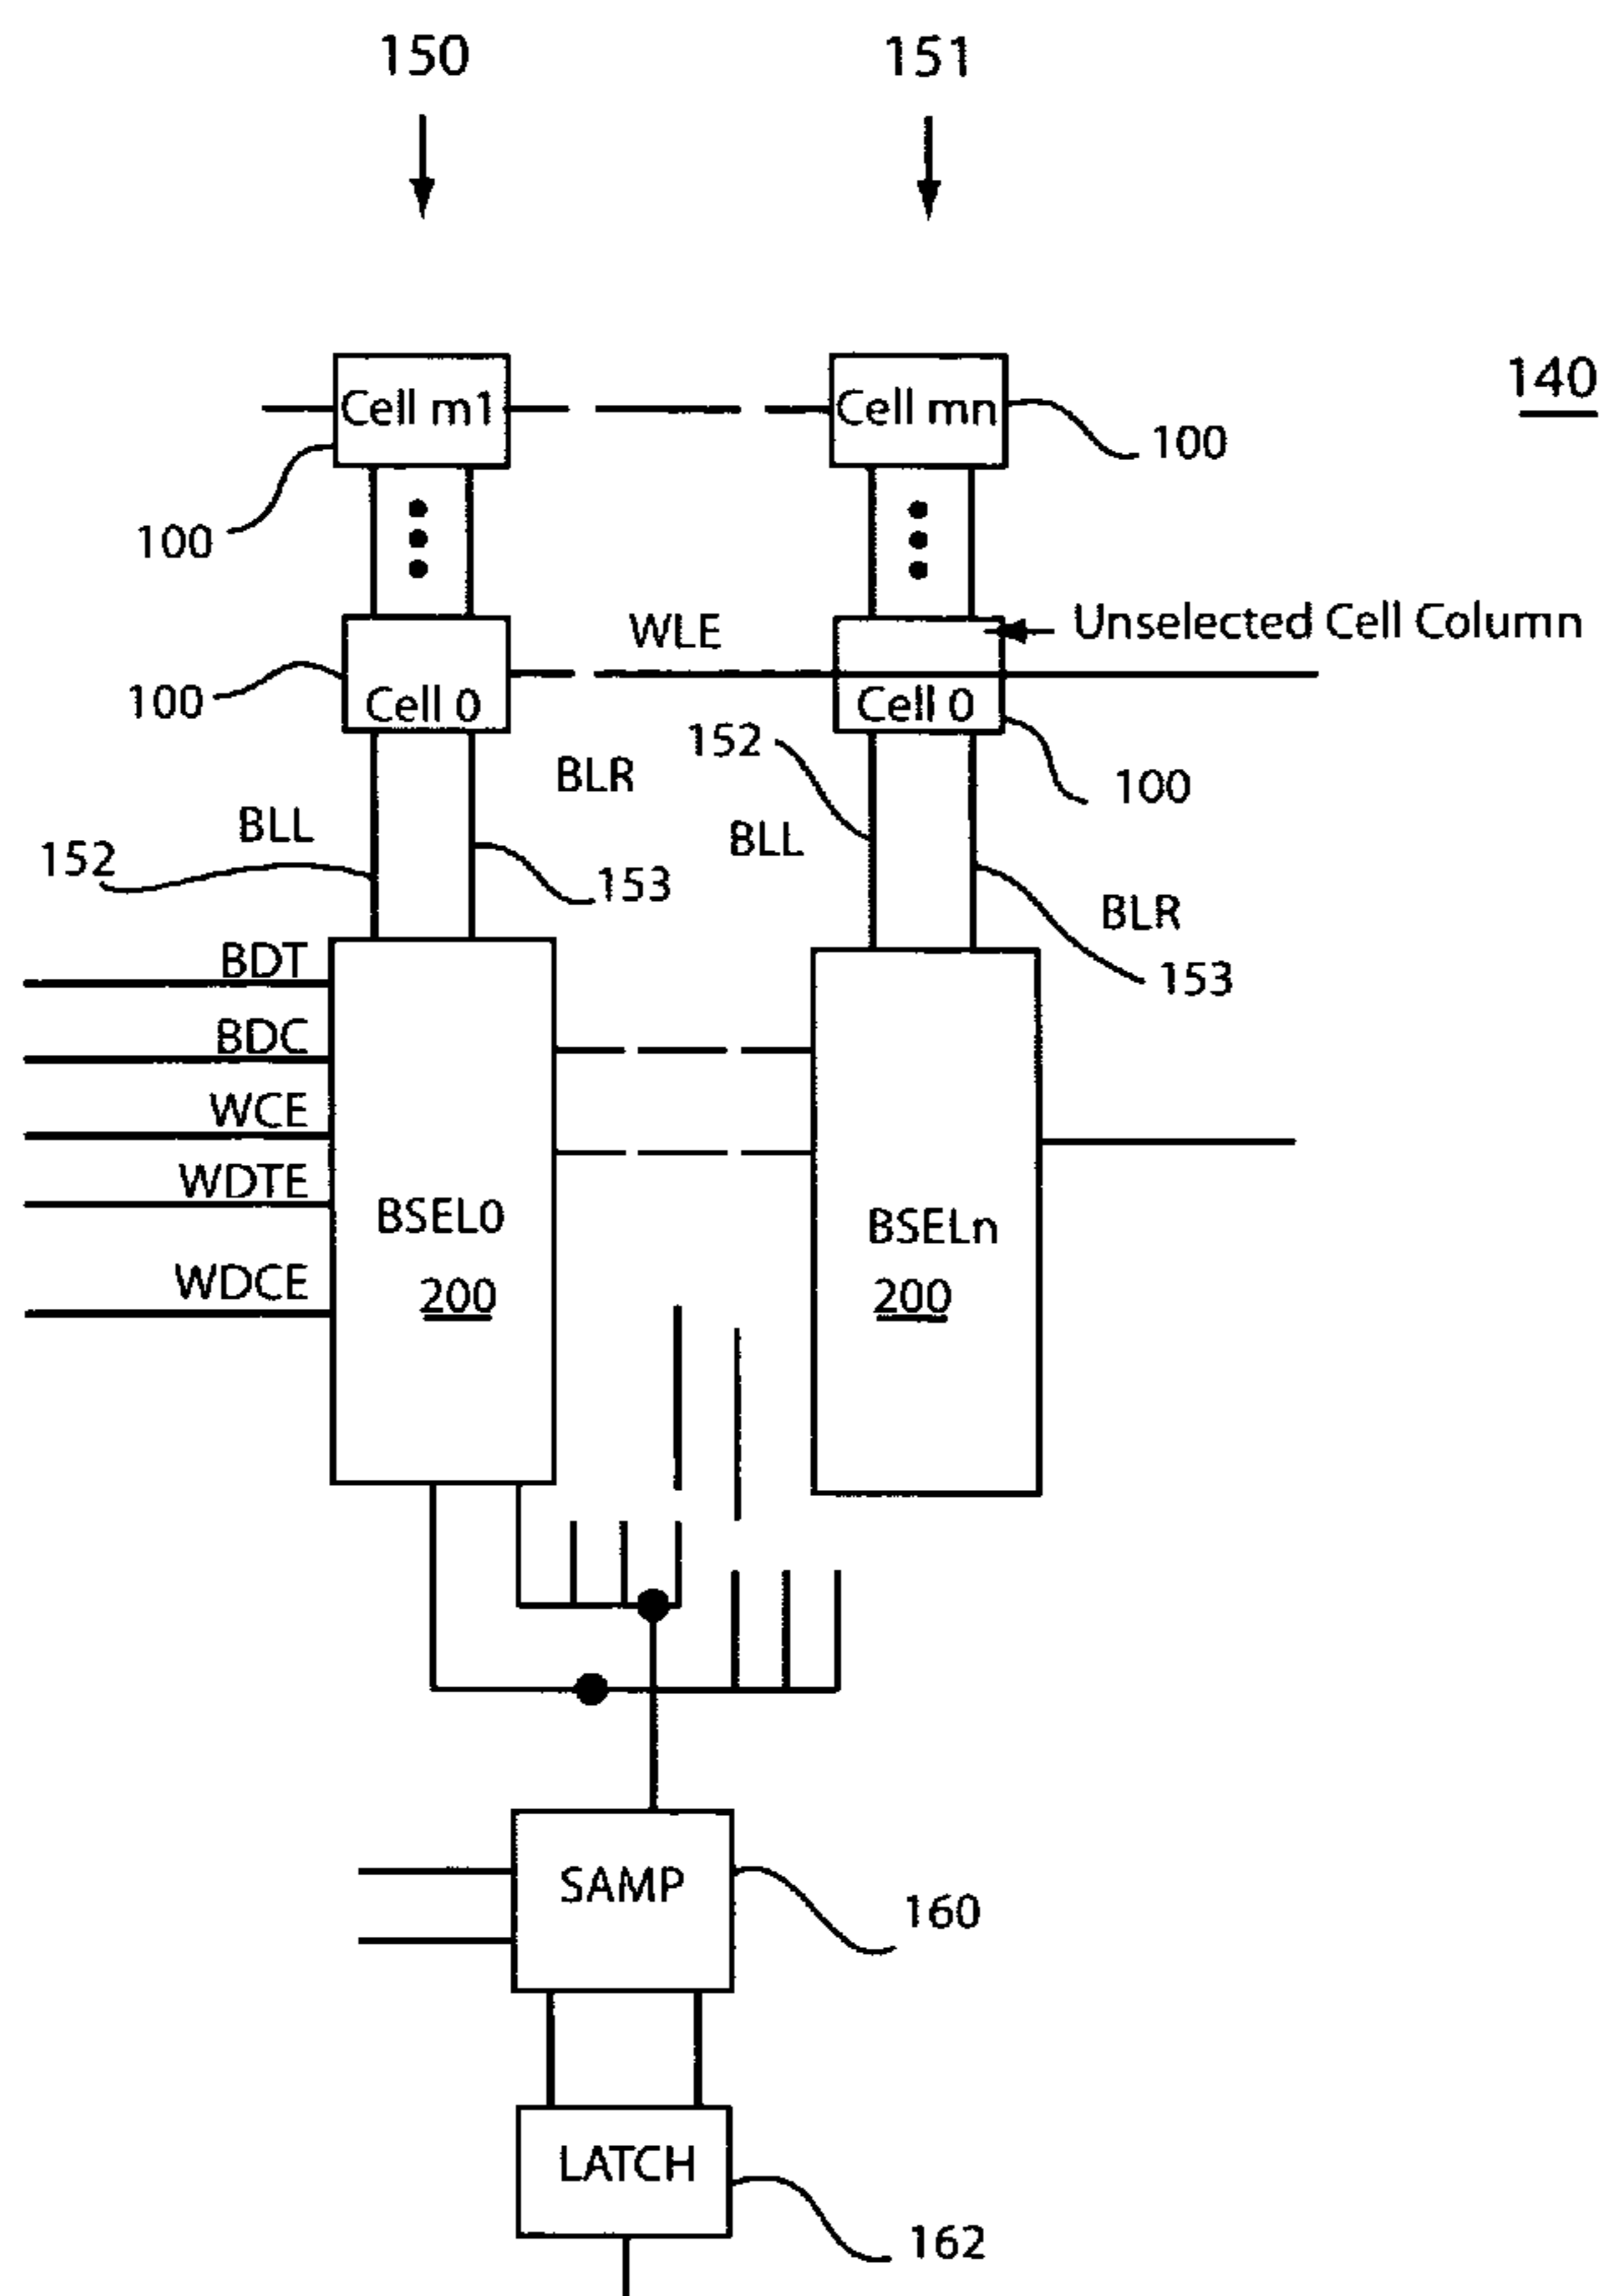 150
151
140
Cell m1
Cell mn
100
100
WLE
Unselected Cell Column
100
Cell 0
Cell 0
152
BLR
100
BLL
BLL
152
153
BLR
153
BDT
BDC
WCE
WDTE
WDCE
BSEL0
200
BSELn
200
SAMP
160
LATCH
162